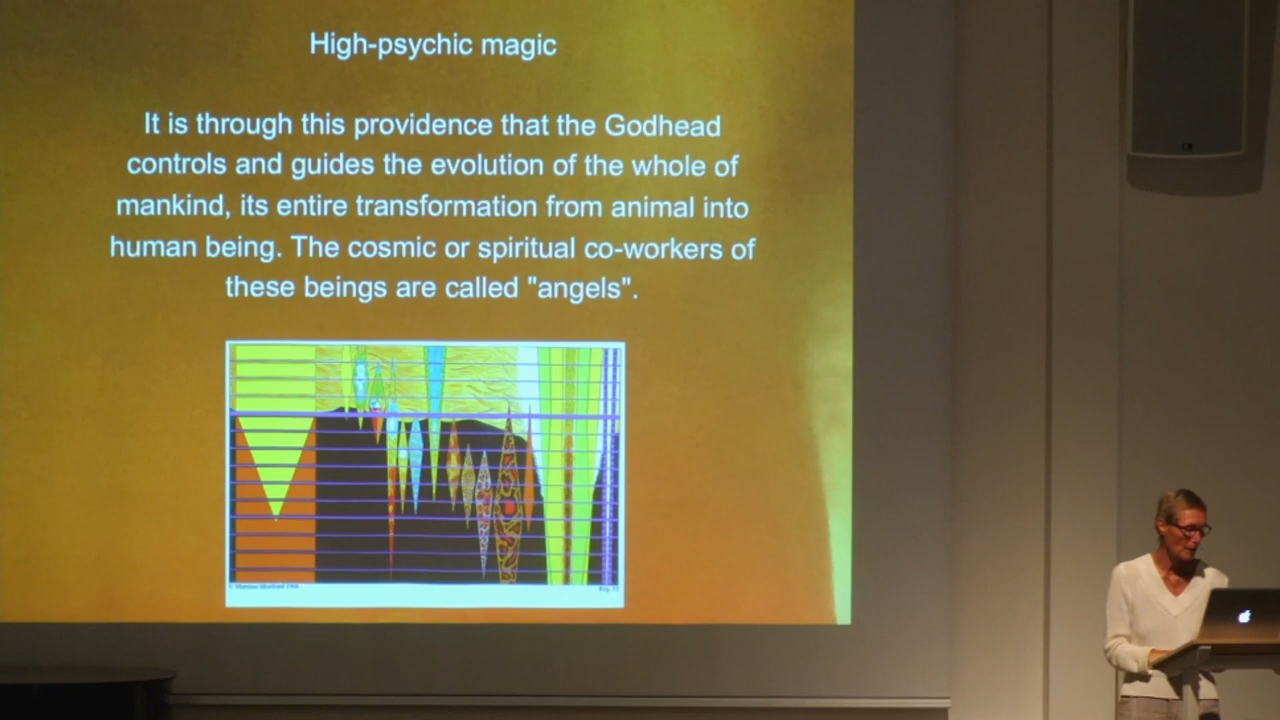 High-psychic magic
It is through this providence that the Godhead
controls and guides the evolution of the whole of
mankind, its entire transformation from animal into
human being. The cosmic or spiritual co-workers of
these beings are called "angels".